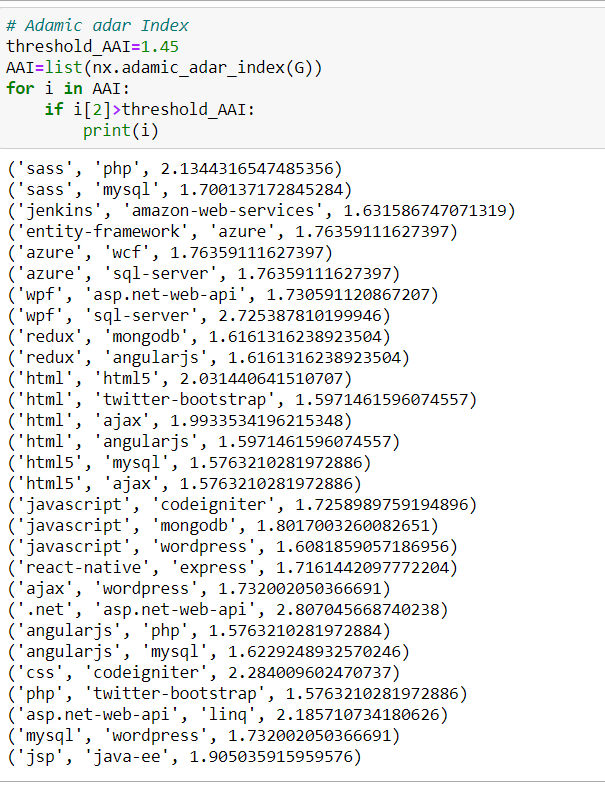 # Adamic adar Index
threshold_AAI=1.45
AAI=list(nx.adamic_adar_index(G))
for i in AAI:
    if i[2]>threshold_AAI:
        print(i)
('sass', 'php', 2.1344316547485356)
('sass', 'mysql', 1.700137172845284)
('jenkins', 'amazon-web-services', 1.631586747071319)
('entity-framework', 'azure', 1.76359111627397)
('azure', 'wcf', 1.76359111627397)
('azure', 'sql-server', 1.76359111627397)
('wpf', 'asp.net-web-api', 1.730591120867207)
('wpf', 'sql-server', 2.725387810199946)
('redux', 'mongodb', 1.6161316238923504)
('redux', 'angularjs', 1.6161316238923504)
('html', 'html5', 2.031440641510707)
('html', 'twitter-bootstrap', 1.5971461596074557)
('html', 'ajax', 1.9933534196215348)
('html', 'angularjs', 1.5971461596074557)
('html5', 'mysql', 1.5763210281972886)
('html5', 'ajax', 1.5763210281972886)
('javascript', 'codeigniter', 1.7258989759194896)
('javascript', 'mongodb', 1.8017003260082651)
('javascript', 'wordpress', 1.6081859057186956)
('react-native', 'express', 1.7161442097772204)
('ajax', 'wordpress', 1.732002050366691)
('.net', 'asp.net-web-api', 2.807045668740238)
('angularjs', 'php', 1.5763210281972884)
('angularjs', 'mysql', 1.6229248932570246)
('css', 'codeigniter', 2.284009602470737)
('php', 'twitter-bootstrap', 1.5763210281972886)
('asp.net-web-api', 'linq', 2.185710734180626)
('mysql', 'wordpress', 1.732002050366691)
('jsp', 'java-ee', 1.905035915959576)